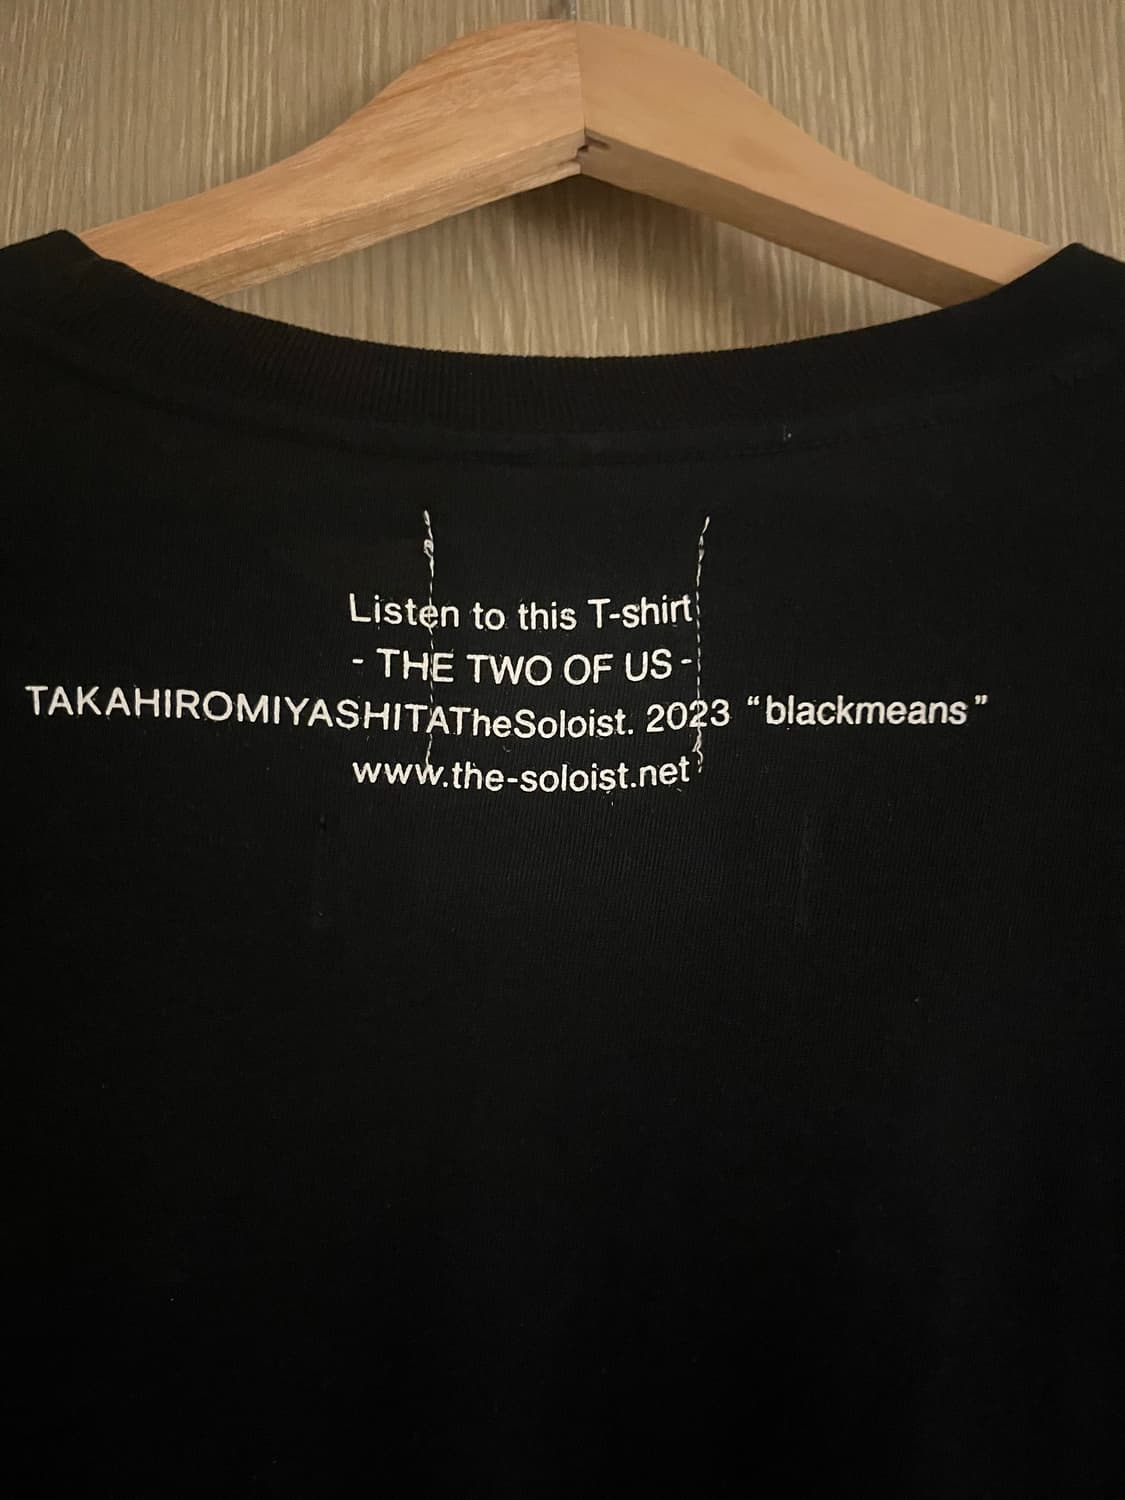 Listen to this T-shirt
- THE TWO OF US -
TAKAHIROMIYASHITATheSoloist. 2023 “blackmeans”
www.the-soloist.net